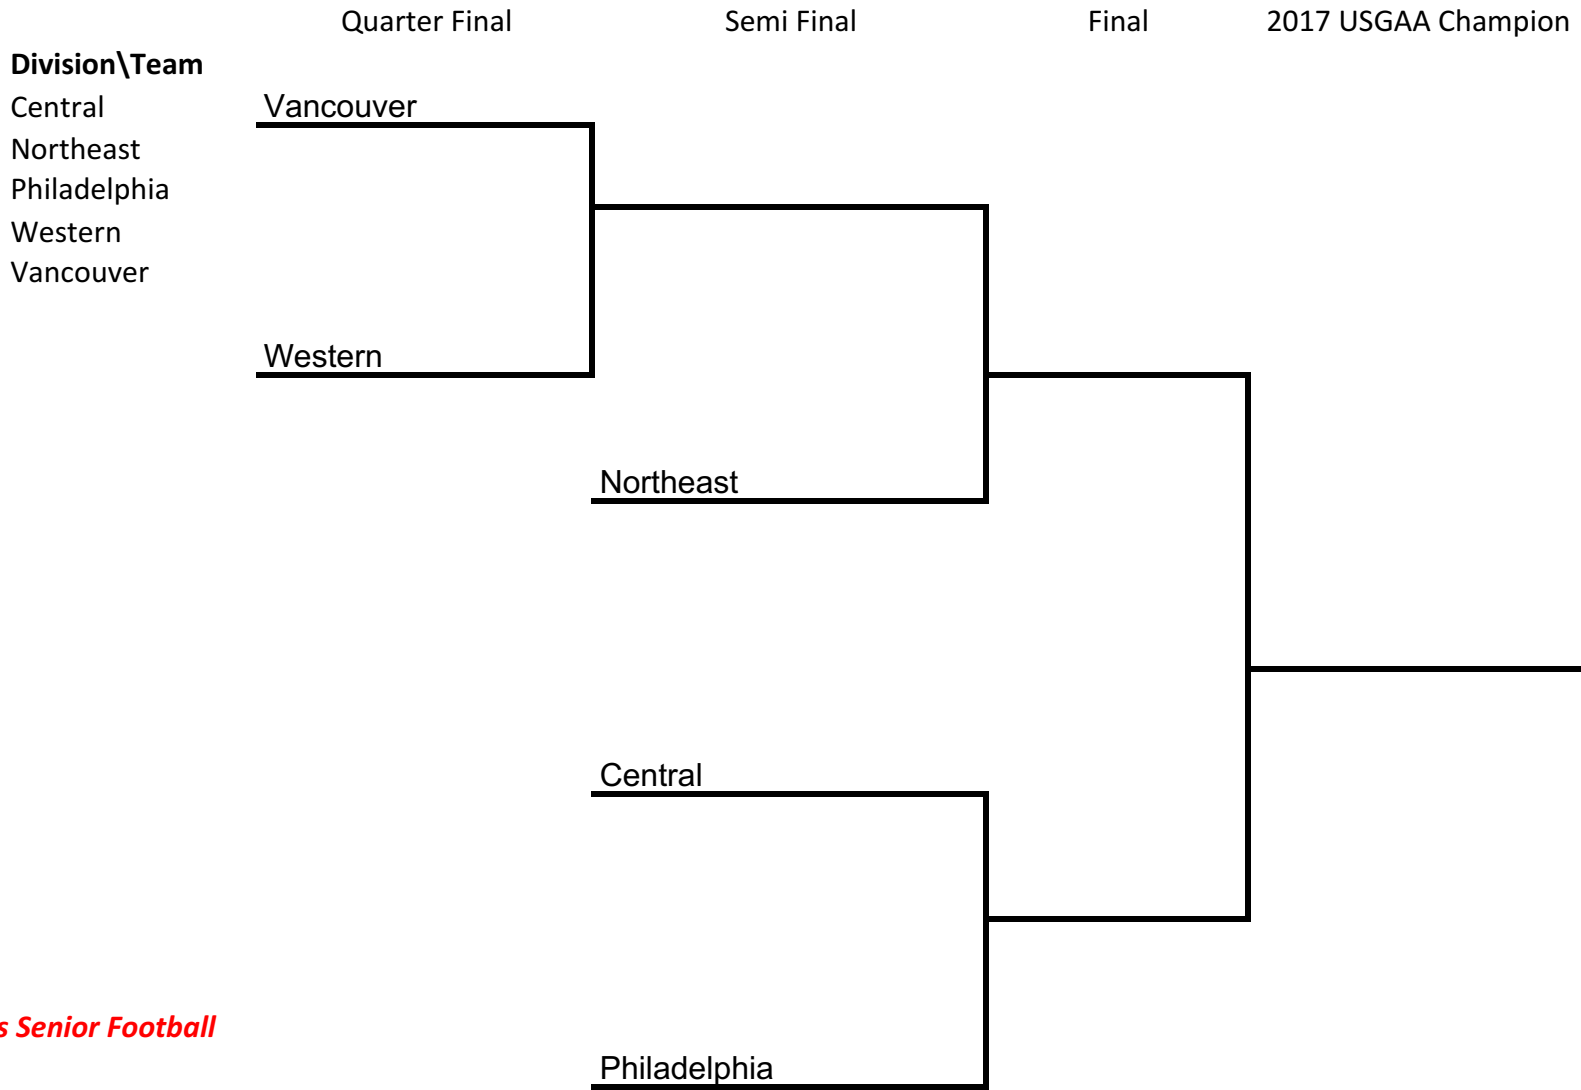 Quarter Final Semi Final Final 2017 USGAA Champion
Division\Team
Central
Northeast
Philadelphia
Western
Vancouver
Vancouver
Western
Northeast
Central
Philadelphia
s Senior Football